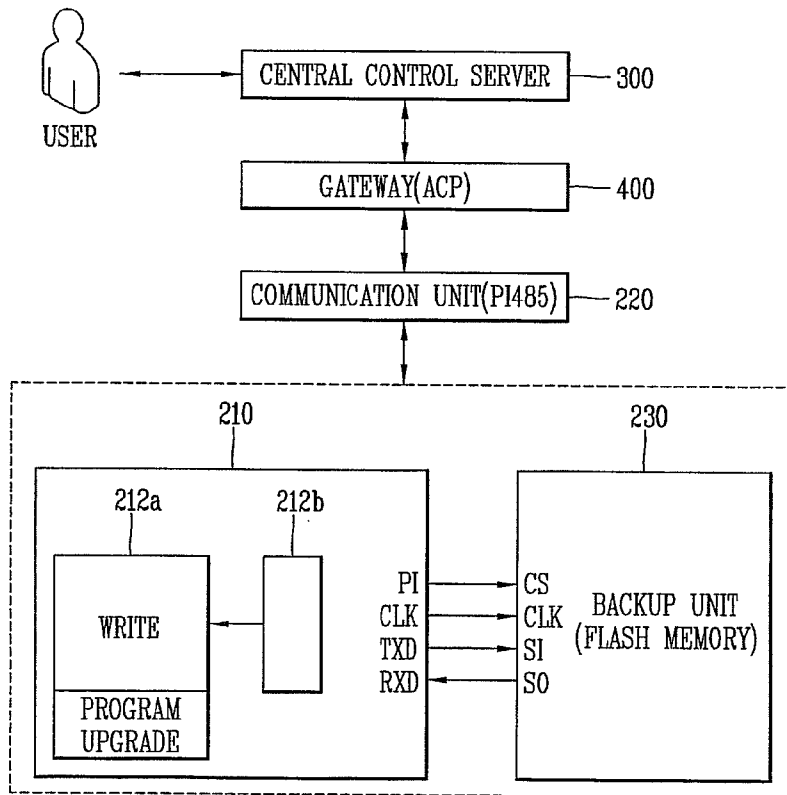 CENTRAL CONTROL SERVER
300
USER
GATEWAY(ACP)
400
COMMUNICATION UNIT(PI485)
220
210
230
212a
212b
WRITE
PROGRAM
UPGRADE
PI
CLK
TXD
RXD
CS
CLK
SI
SO
BACKUP UNIT
(FLASH MEMORY)